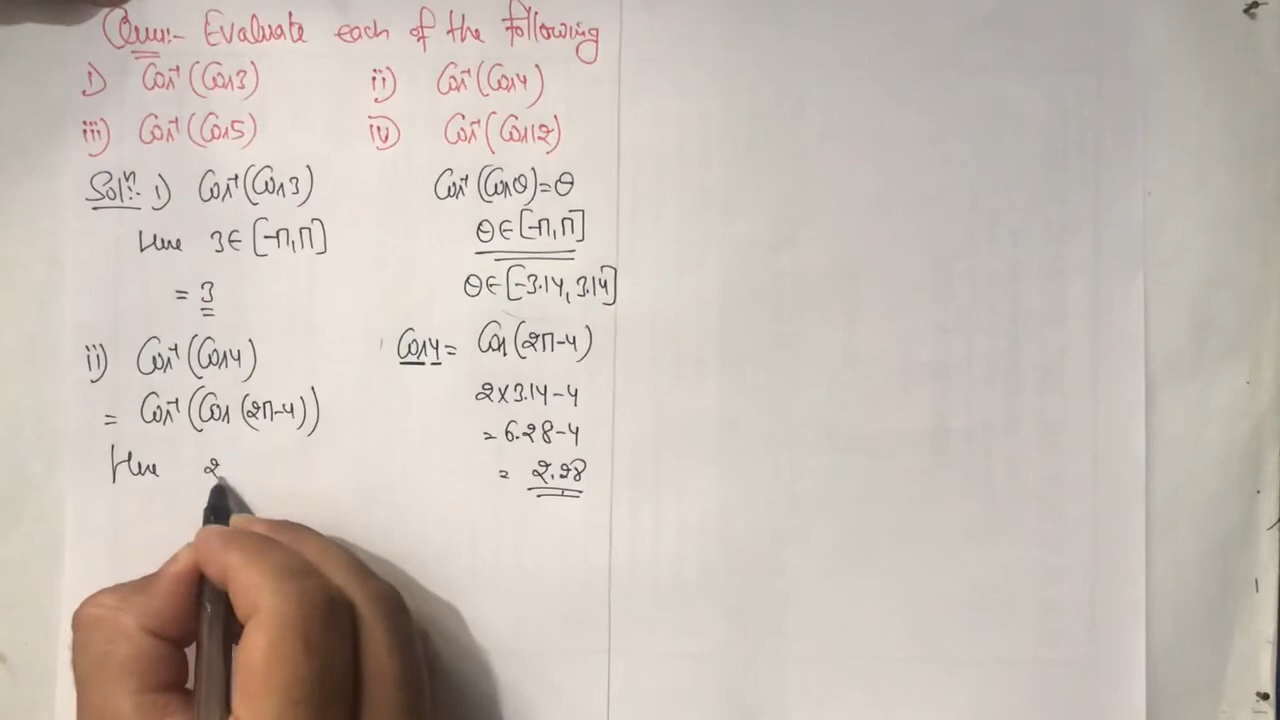 Ques:- Evaluate each of the following
i) Cos⁻¹(Cos3) ii) Cos⁻¹(Cos4)
iii) Cos⁻¹(Cos5) iv) Cos⁻¹(Cos12)
Solⁿ:- i) Cos⁻¹(Cos3)
Here 3∈[-π,π]
= 3
ii) Cos⁻¹(Cos4)
= Cos⁻¹(Cos(2π-4))
Here 2
Cos⁻¹(Cosθ)=θ
θ∈[-π,π]
θ∈[-3.14, 3.14]
Cos4= Cos(2π-4)
2×3.14-4
=6.28-4
= 2.28